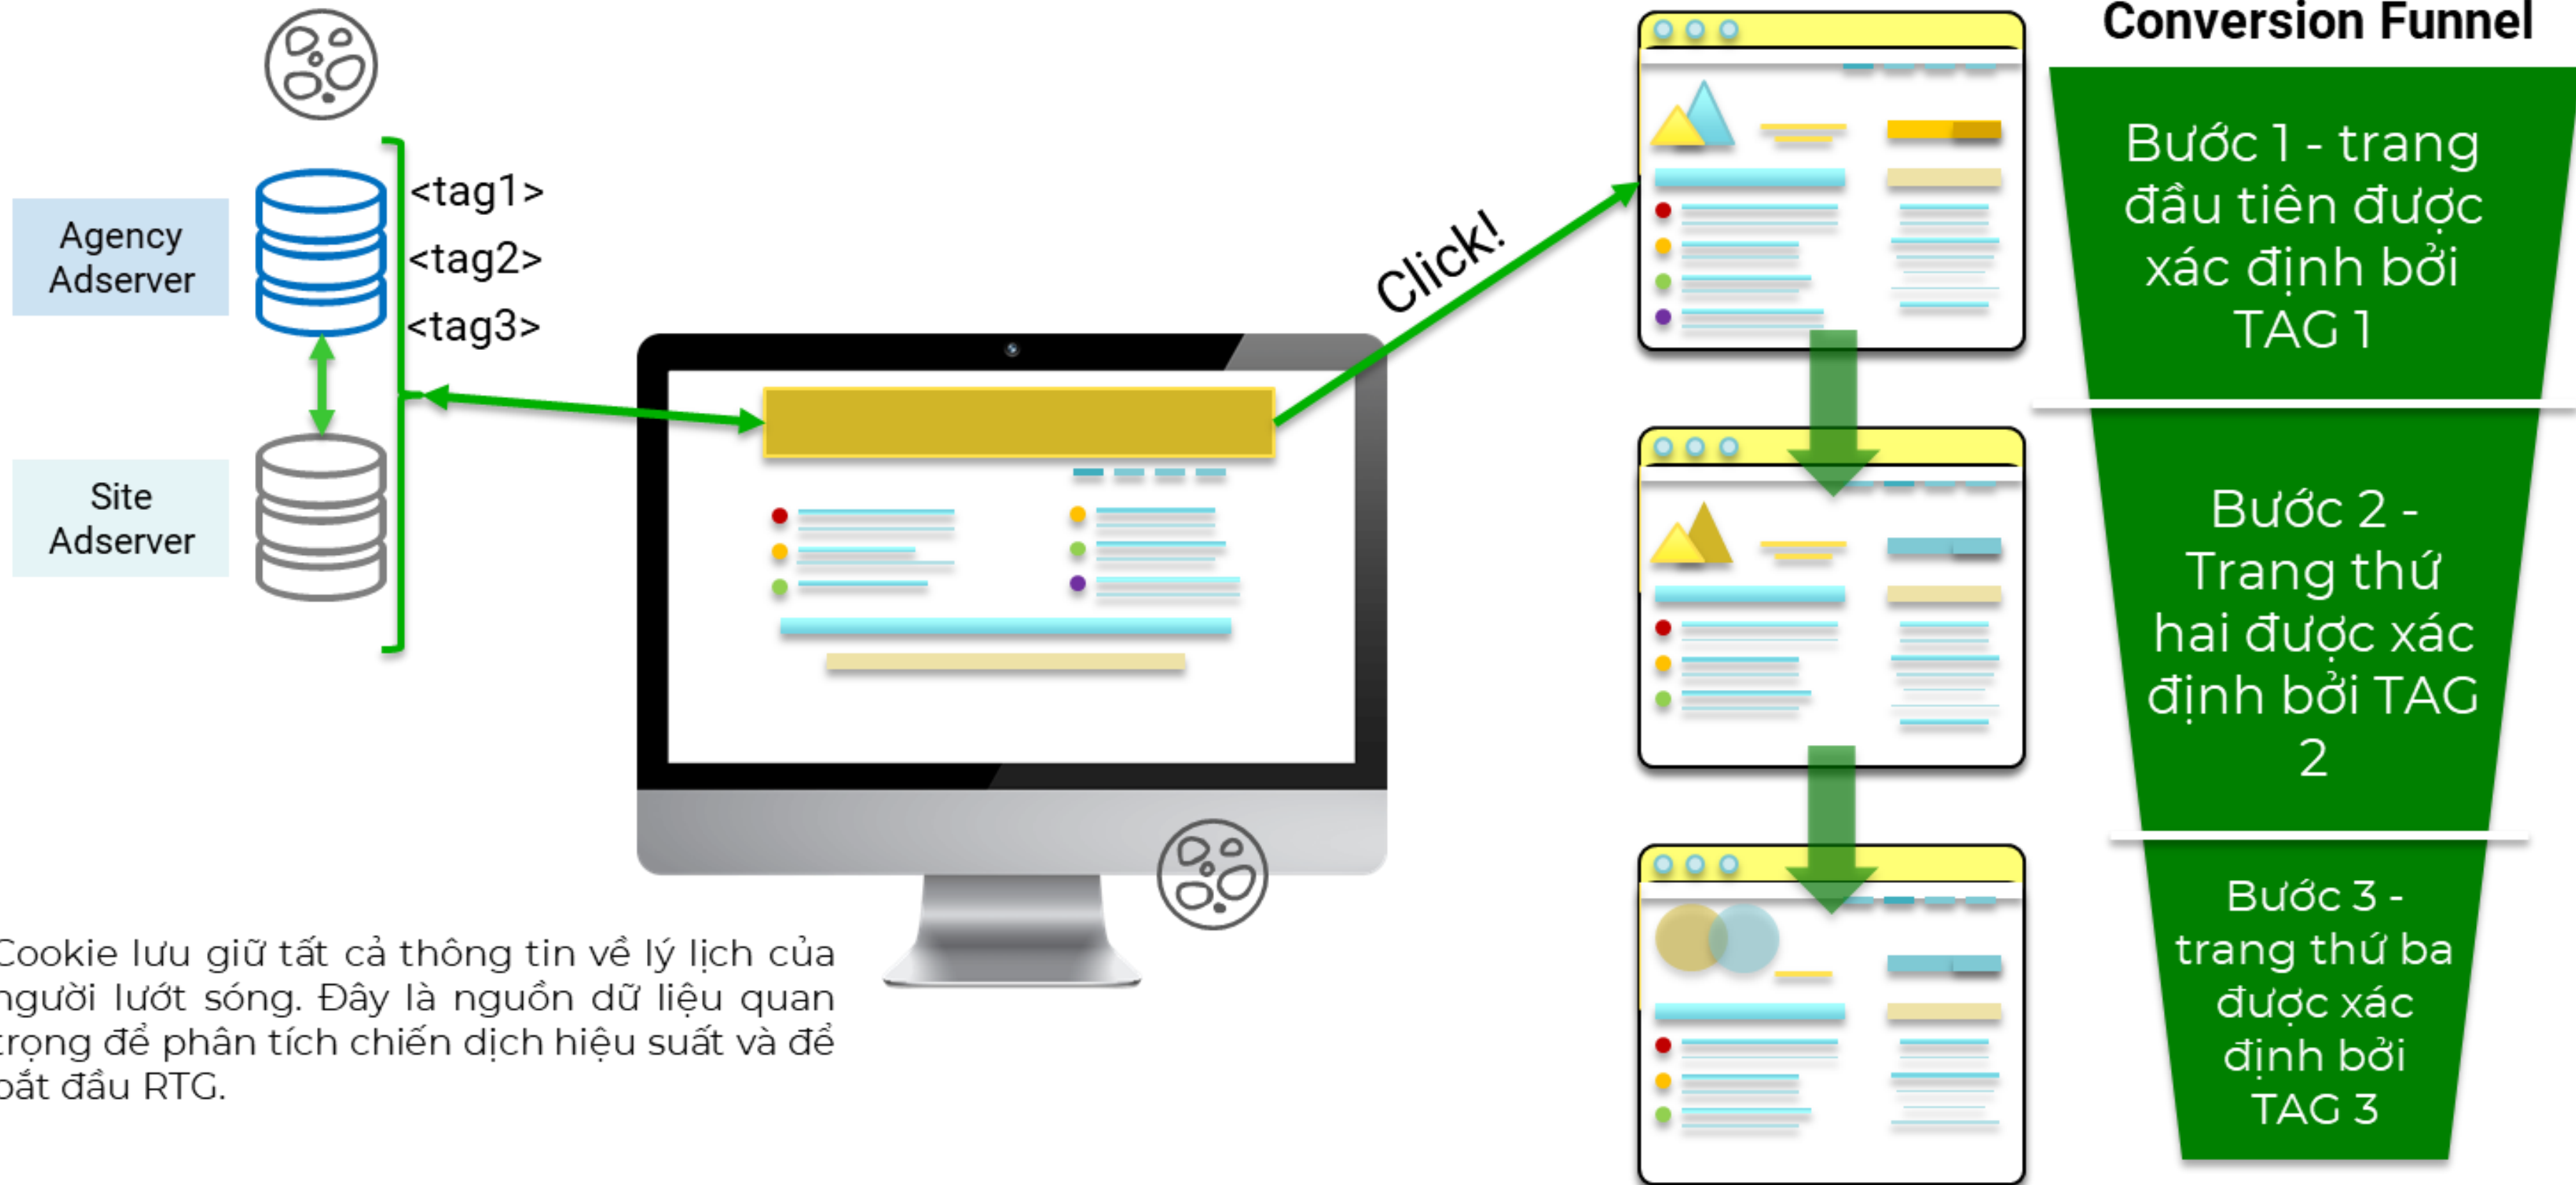 Agency
Adserver
<tag1>
<tag2>
<tag3>
Site
Adserver
Click!
Conversion Funnel
Bước 1 - trang
đầu tiên được
xác định bởi
TAG 1
Bước 2 -
Trang thứ
hai được xác
định bởi TAG
2
Bước 3 -
trang thứ ba
được xác
định bởi
TAG 3
Cookie lưu giữ tất cả thông tin về lý lịch của
người lướt sóng. Đây là nguồn dữ liệu quan
trọng để phân tích chiến dịch hiệu suất và để
bắt đầu RTG.